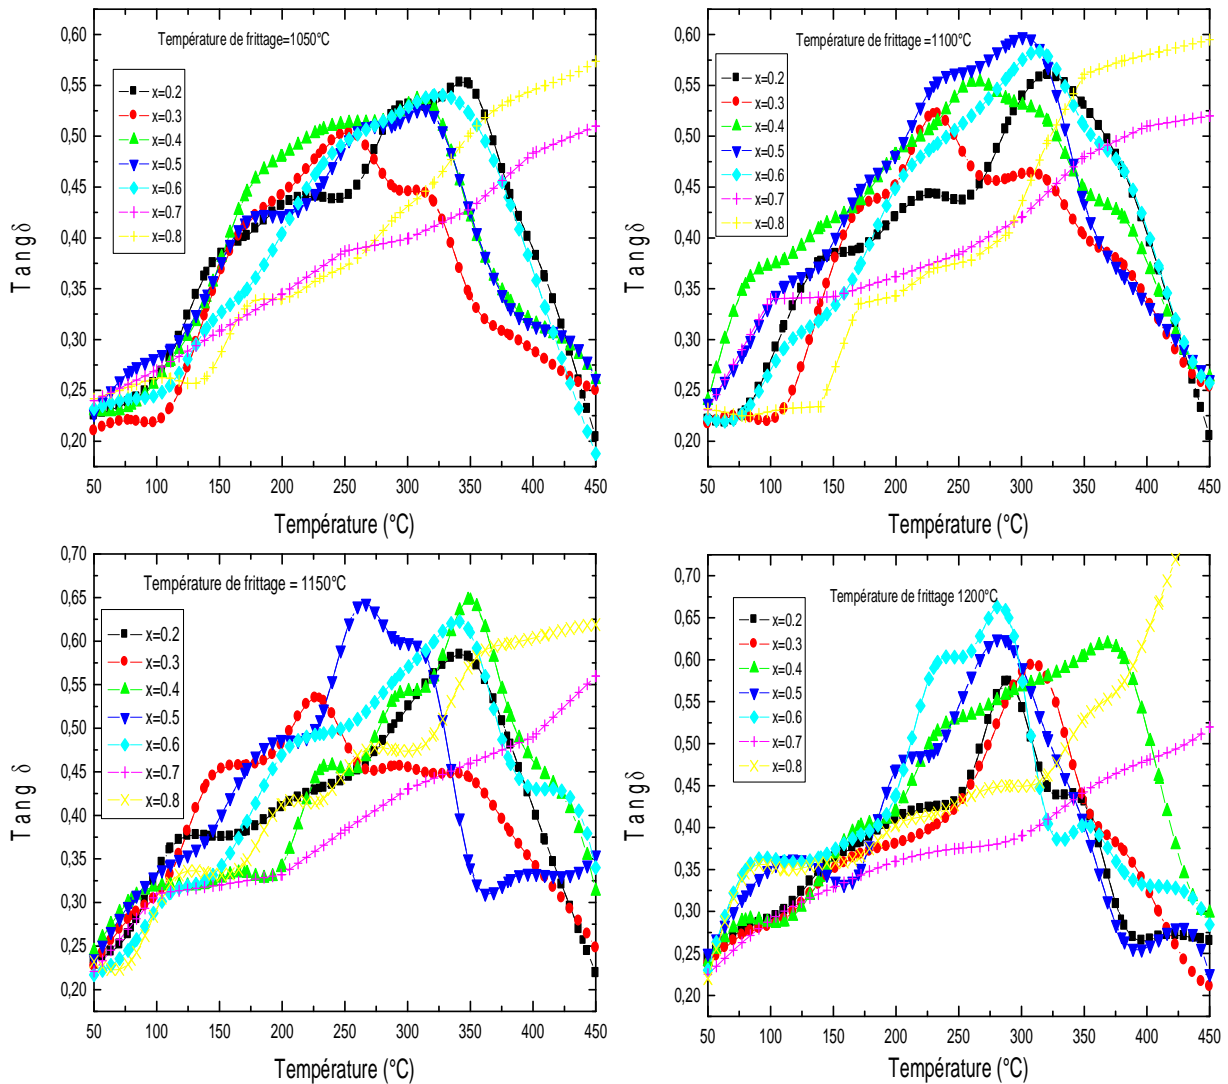 Température de frittage=1050°C
0,60
0,55
0,50
0,45
0,40
0,35
0,30
0,25
0,20
x=0.2
x=0.3
x=0.4
x=0.5
x=0.6
x=0.7
x=0.8
Tangδ
50 100 150 200 250 300 350 400 450
Température (°C)
Température de frittage =1100°C
0,60
0,55
0,50
0,45
0,40
0,35
0,30
0,25
0,20
x=0.2
x=0.3
x=0.4
x=0.5
x=0.6
x=0.7
x=0.8
Tangδ
50 100 150 200 250 300 350 400 450
Température (°C)
Température de frittage = 1150°C
0,70
0,65
0,60
0,55
0,50
0,45
0,40
0,35
0,30
0,25
0,20
x=0.2
x=0.3
x=0.4
x=0.5
x=0.6
x=0.7
x=0.8
Tang δ
50 100 150 200 250 300 350 400 450
Température (°C)
Température de frittage 1200°C
0,70
0,65
0,60
0,55
0,50
0,45
0,40
0,35
0,30
0,25
0,20
x=0.2
x=0.3
x=0.4
x=0.5
x=0.6
x=0.7
x=0.8
Tang δ
50 100 150 200 250 300 350 400 450
Température (°C)